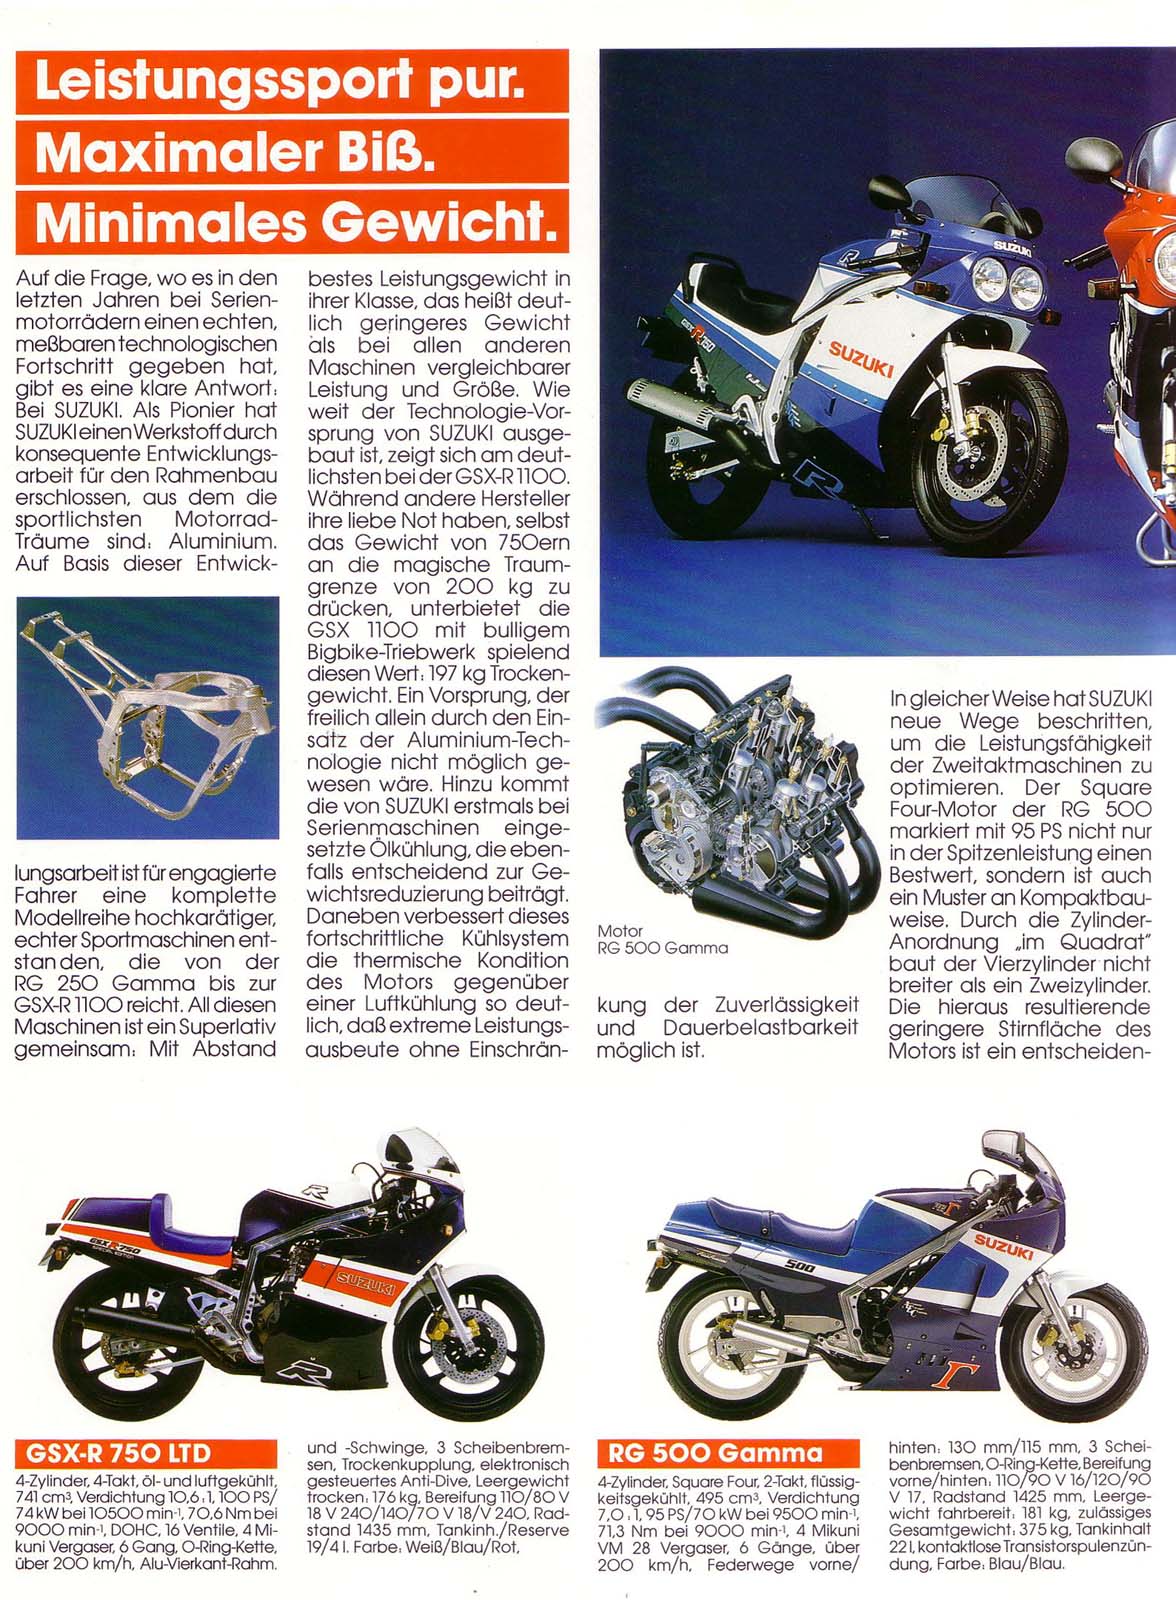 Leistungssport pur.
Maximaler Biß.
Minimales Gewicht.
Auf die Frage, wo es in den
letzten Jahren bei Serien-
motorrädern einen echten,
meßbaren technologischen
Fortschritt gegeben hat,
gibt es eine klare Antwort:
Bei SUZUKI. Als Pionier hat
SUZUKI einen Werkstoff durch
konsequente Entwicklungs-
arbeit für den Rahmenbau
erschlossen, aus dem die
sportlichsten Motorrad-
Träume sind: Aluminium.
Auf Basis dieser Entwick-
lungsarbeit ist für engagierte
Fahrer eine komplette
Modellreihe hochkarätiger,
echter Sportmaschinen ent-
standen, die von der
RG 250 Gamma bis zur
GSX-R 1100 reicht. All diesen
Maschinen ist ein Superlativ
gemeinsam: Mit Abstand
bestes Leistungsgewicht in
ihrer Klasse, das heißt deut-
lich geringeres Gewicht
als bei allen anderen
Maschinen vergleichbarer
Leistung und Größe. Wie
weit der Technologie-Vor-
sprung von SUZUKI ausge-
baut ist, zeigt sich am deut-
lichsten bei der GSX-R 1100.
Während andere Hersteller
ihre liebe Not haben, selbst
das Gewicht von 750ern
an die magische Traum-
grenze von 200 kg zu
drücken, unterbietet die
GSX 1100 mit bulligem
Bigbike-Triebwerk spielend
diesen Wert: 197 kg Trocken-
gewicht. Ein Vorsprung, der
freilich allein durch den Ein-
satz der Aluminium-Tech-
nologie nicht möglich ge-
wesen wäre. Hinzu kommt
die von SUZUKI erstmals bei
Serienmaschinen einge-
setzte Ölkühlung, die eben-
falls entscheidend zur Ge-
wichtsreduzierung beiträgt.
Daneben verbessert dieses
fortschrittliche Kühlsystem
die thermische Kondition
des Motors gegenüber
einer Luftkühlung so deut-
lich, daß extreme Leistungs-
ausbeute ohne Einschrän-
SUZUKI
R
GSX R 750
SUZUKI
R
Motor
RG 500 Gamma
kung der Zuverlässigkeit
und Dauerbelastbarkeit
möglich ist.
In gleicher Weise hat SUZUKI
neue Wege beschritten,
um die Leistungsfähigkeit
der Zweitaktmaschinen zu
optimieren. Der Square
Four-Motor der RG 500
markiert mit 95 PS nicht nur
in der Spitzenleistung einen
Bestwert, sondern ist auch
ein Muster an Kompaktbau-
weise. Durch die Zylinder-
Anordnung „im Quadrat"
baut der Vierzylinder nicht
breiter als ein Zweizylinder.
Die hieraus resultierende
geringere Stirnfläche des
Motors ist ein entscheiden-
R
GSX R 750
SPECIAL EDITION
SUZUKI
R
SUZUKI
500
Γ
GSX-R 750 LTD
4-Zylinder, 4-Takt, öl- und luftgekühlt,
741 cm³, Verdichtung 10,6:1, 100 PS/
74 kW bei 10500 min-¹, 70,6 Nm bei
9000 min-¹, DOHC, 16 Ventile, 4 Mi-
kuni Vergaser, 6 Gang, O-Ring-Kette,
über 200 km/h, Alu-Vierkant-Rahm.
und -Schwinge, 3 Scheibenbrem-
sen, Trockenkupplung, elektronisch
gesteuertes Anti-Dive, Leergewicht
trocken: 176 kg, Bereifung 110/80 V
18 V 240/140/70 V 18/V 240, Rad-
stand 1435 mm, Tankinh./Reserve
19/4 l. Farbe: Weiß/Blau/Rot,
RG 500 Gamma
4-Zylinder, Square Four, 2-Takt, flüssig-
keitsgekühlt, 495 cm³, Verdichtung
7,0:1, 95 PS/70 kW bei 9500 min-¹,
71,3 Nm bei 9000 min-¹, 4 Mikuni
VM 28 Vergaser, 6 Gänge, über
200 km/h, Federwege vorne/
hinten: 130 mm/115 mm, 3 Schei-
benbremsen, O-Ring-Kette, Bereifung
vorne/hinten: 110/90 V 16/120/90
V 17, Radstand 1425 mm, Leerge-
wicht fahrbereit: 181 kg, zulässiges
Gesamtgewicht: 375 kg, Tankinhalt
22 l, kontaktlose Transistorspulenzün-
dung, Farbe: Blau/Blau.